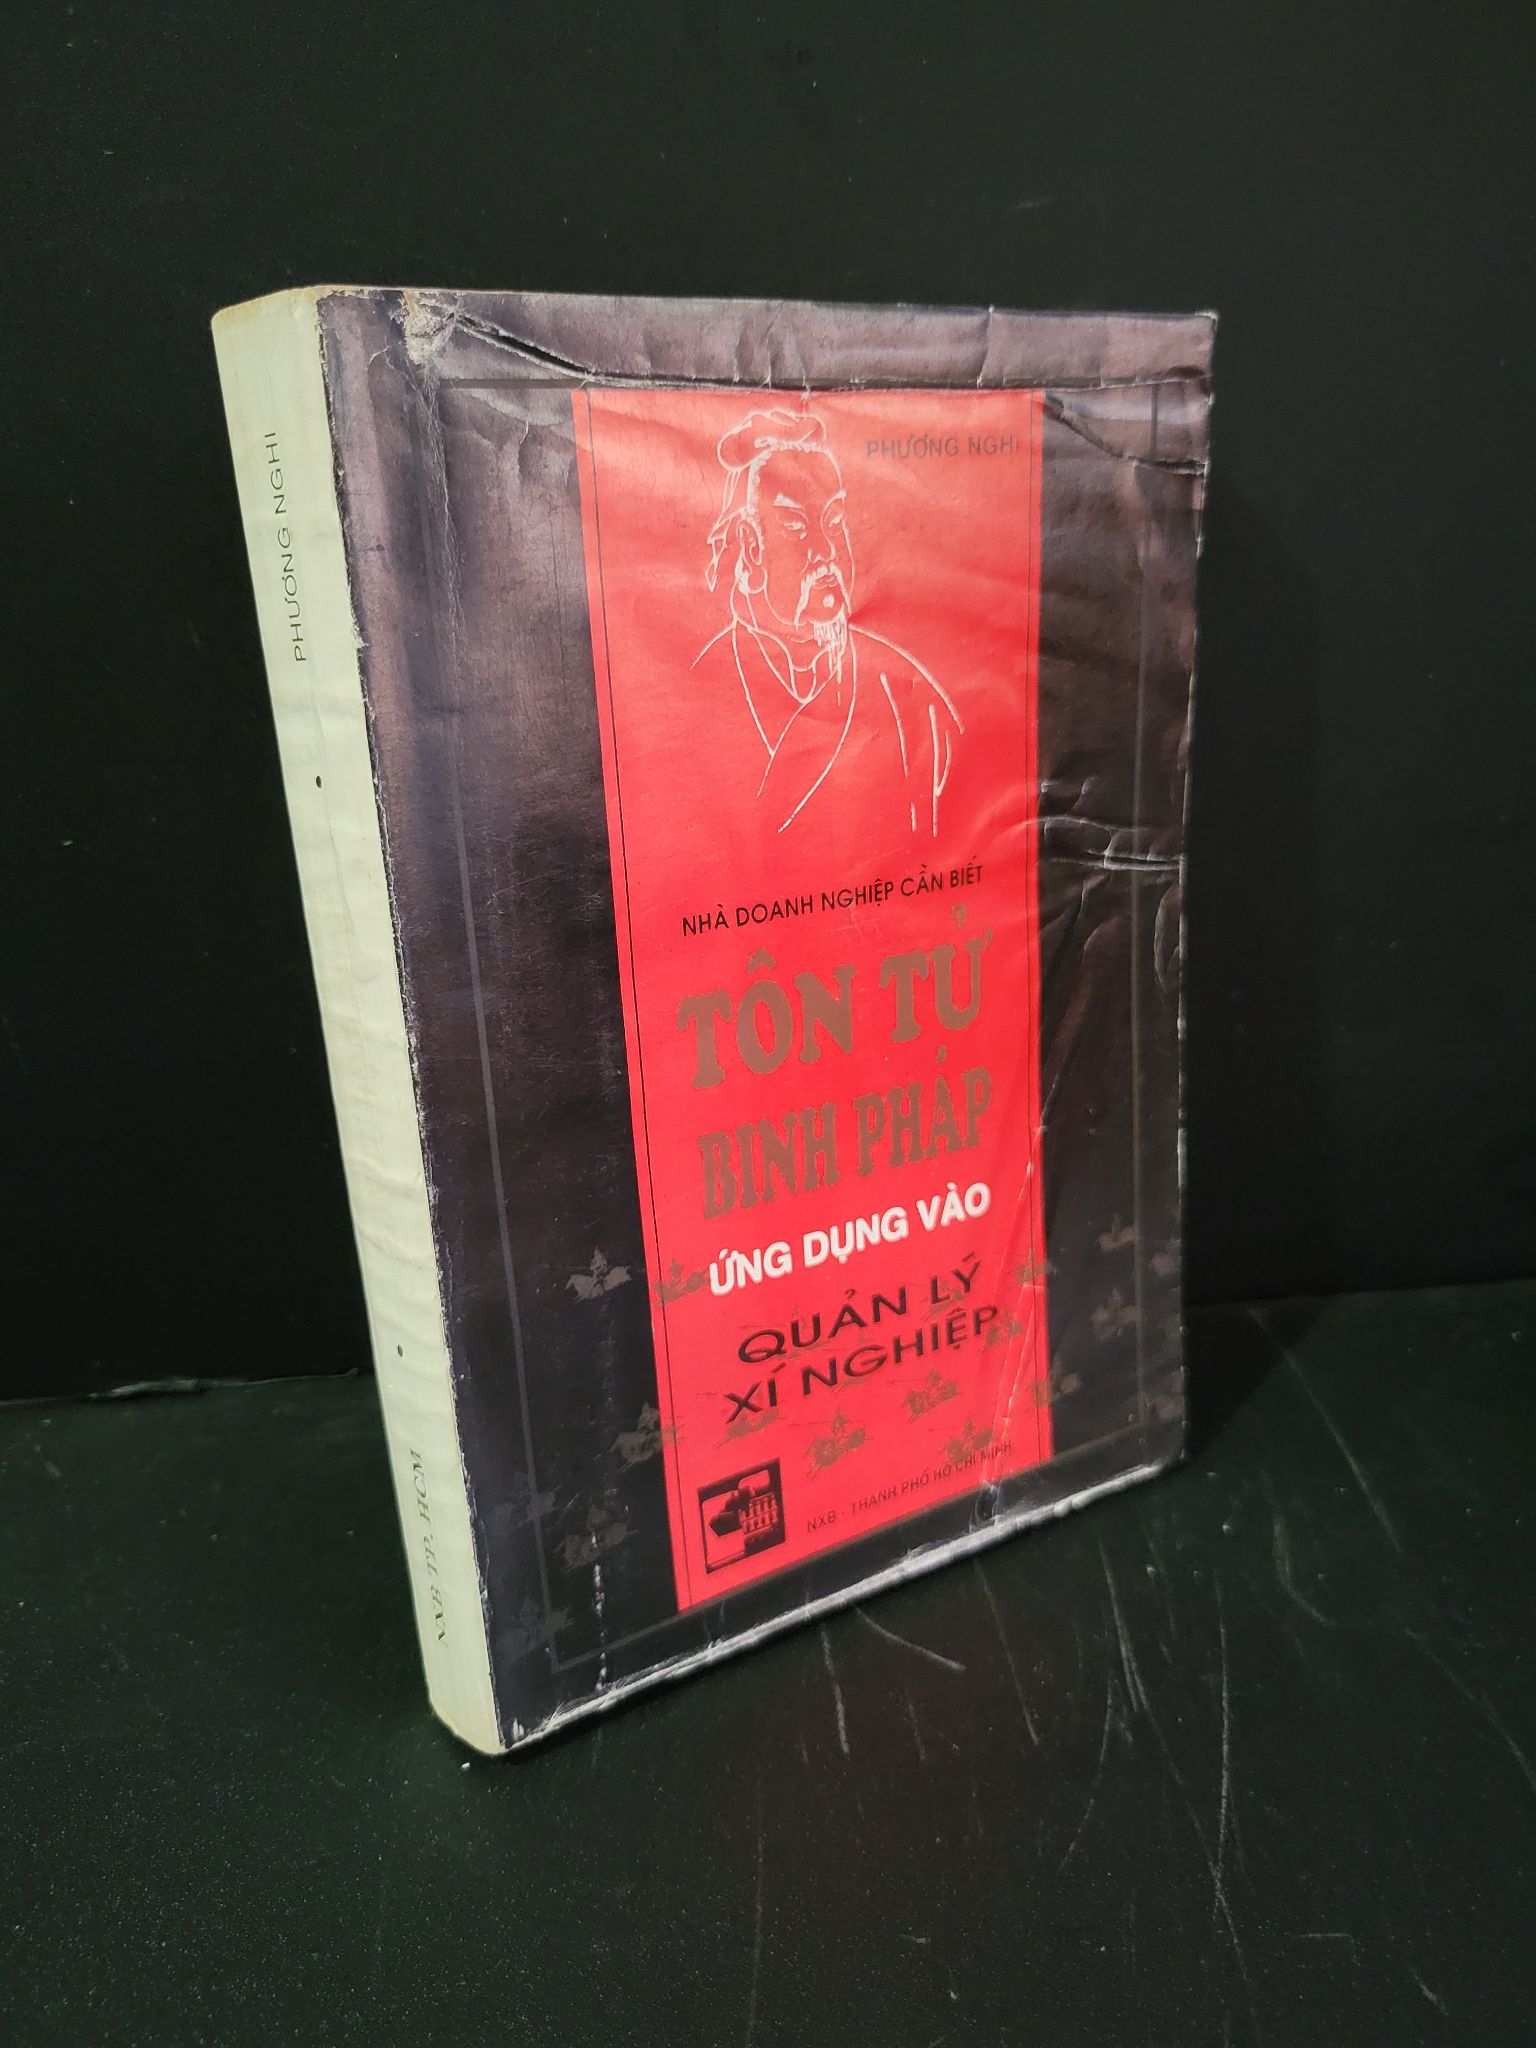 PHƯƠNG NGHI
NXB TP. HCM
PHƯƠNG NGHI
NHÀ DOANH NGHIỆP CẦN BIẾT
TÔN TỬ
BINH PHÁP
ỨNG DỤNG VÀO
QUẢN LÝ
XÍ NGHIỆP
NXB - THÀNH PHỐ HỒ CHÍ MINH